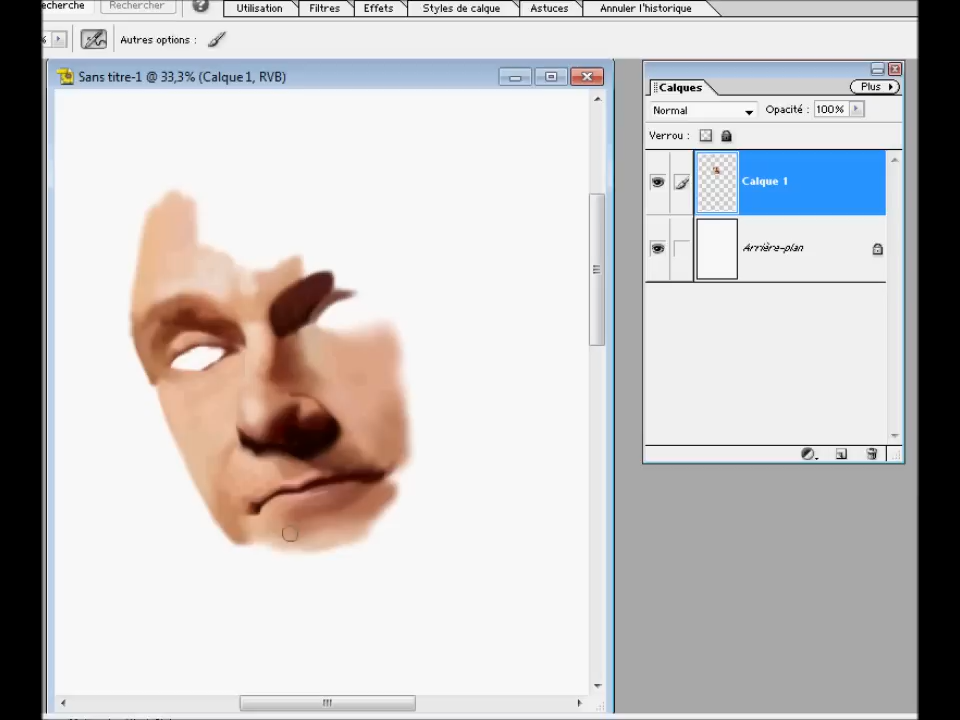 echerche Rechercher Utilisation Filtres Effets Styles de calque Astuces Annuler l'historique
% Autres options :
Sans titre-1 @ 33,3% (Calque 1, RVB)
Calques Plus
Normal Opacité : 100%
Verrou :
Calque 1
Arrière-plan